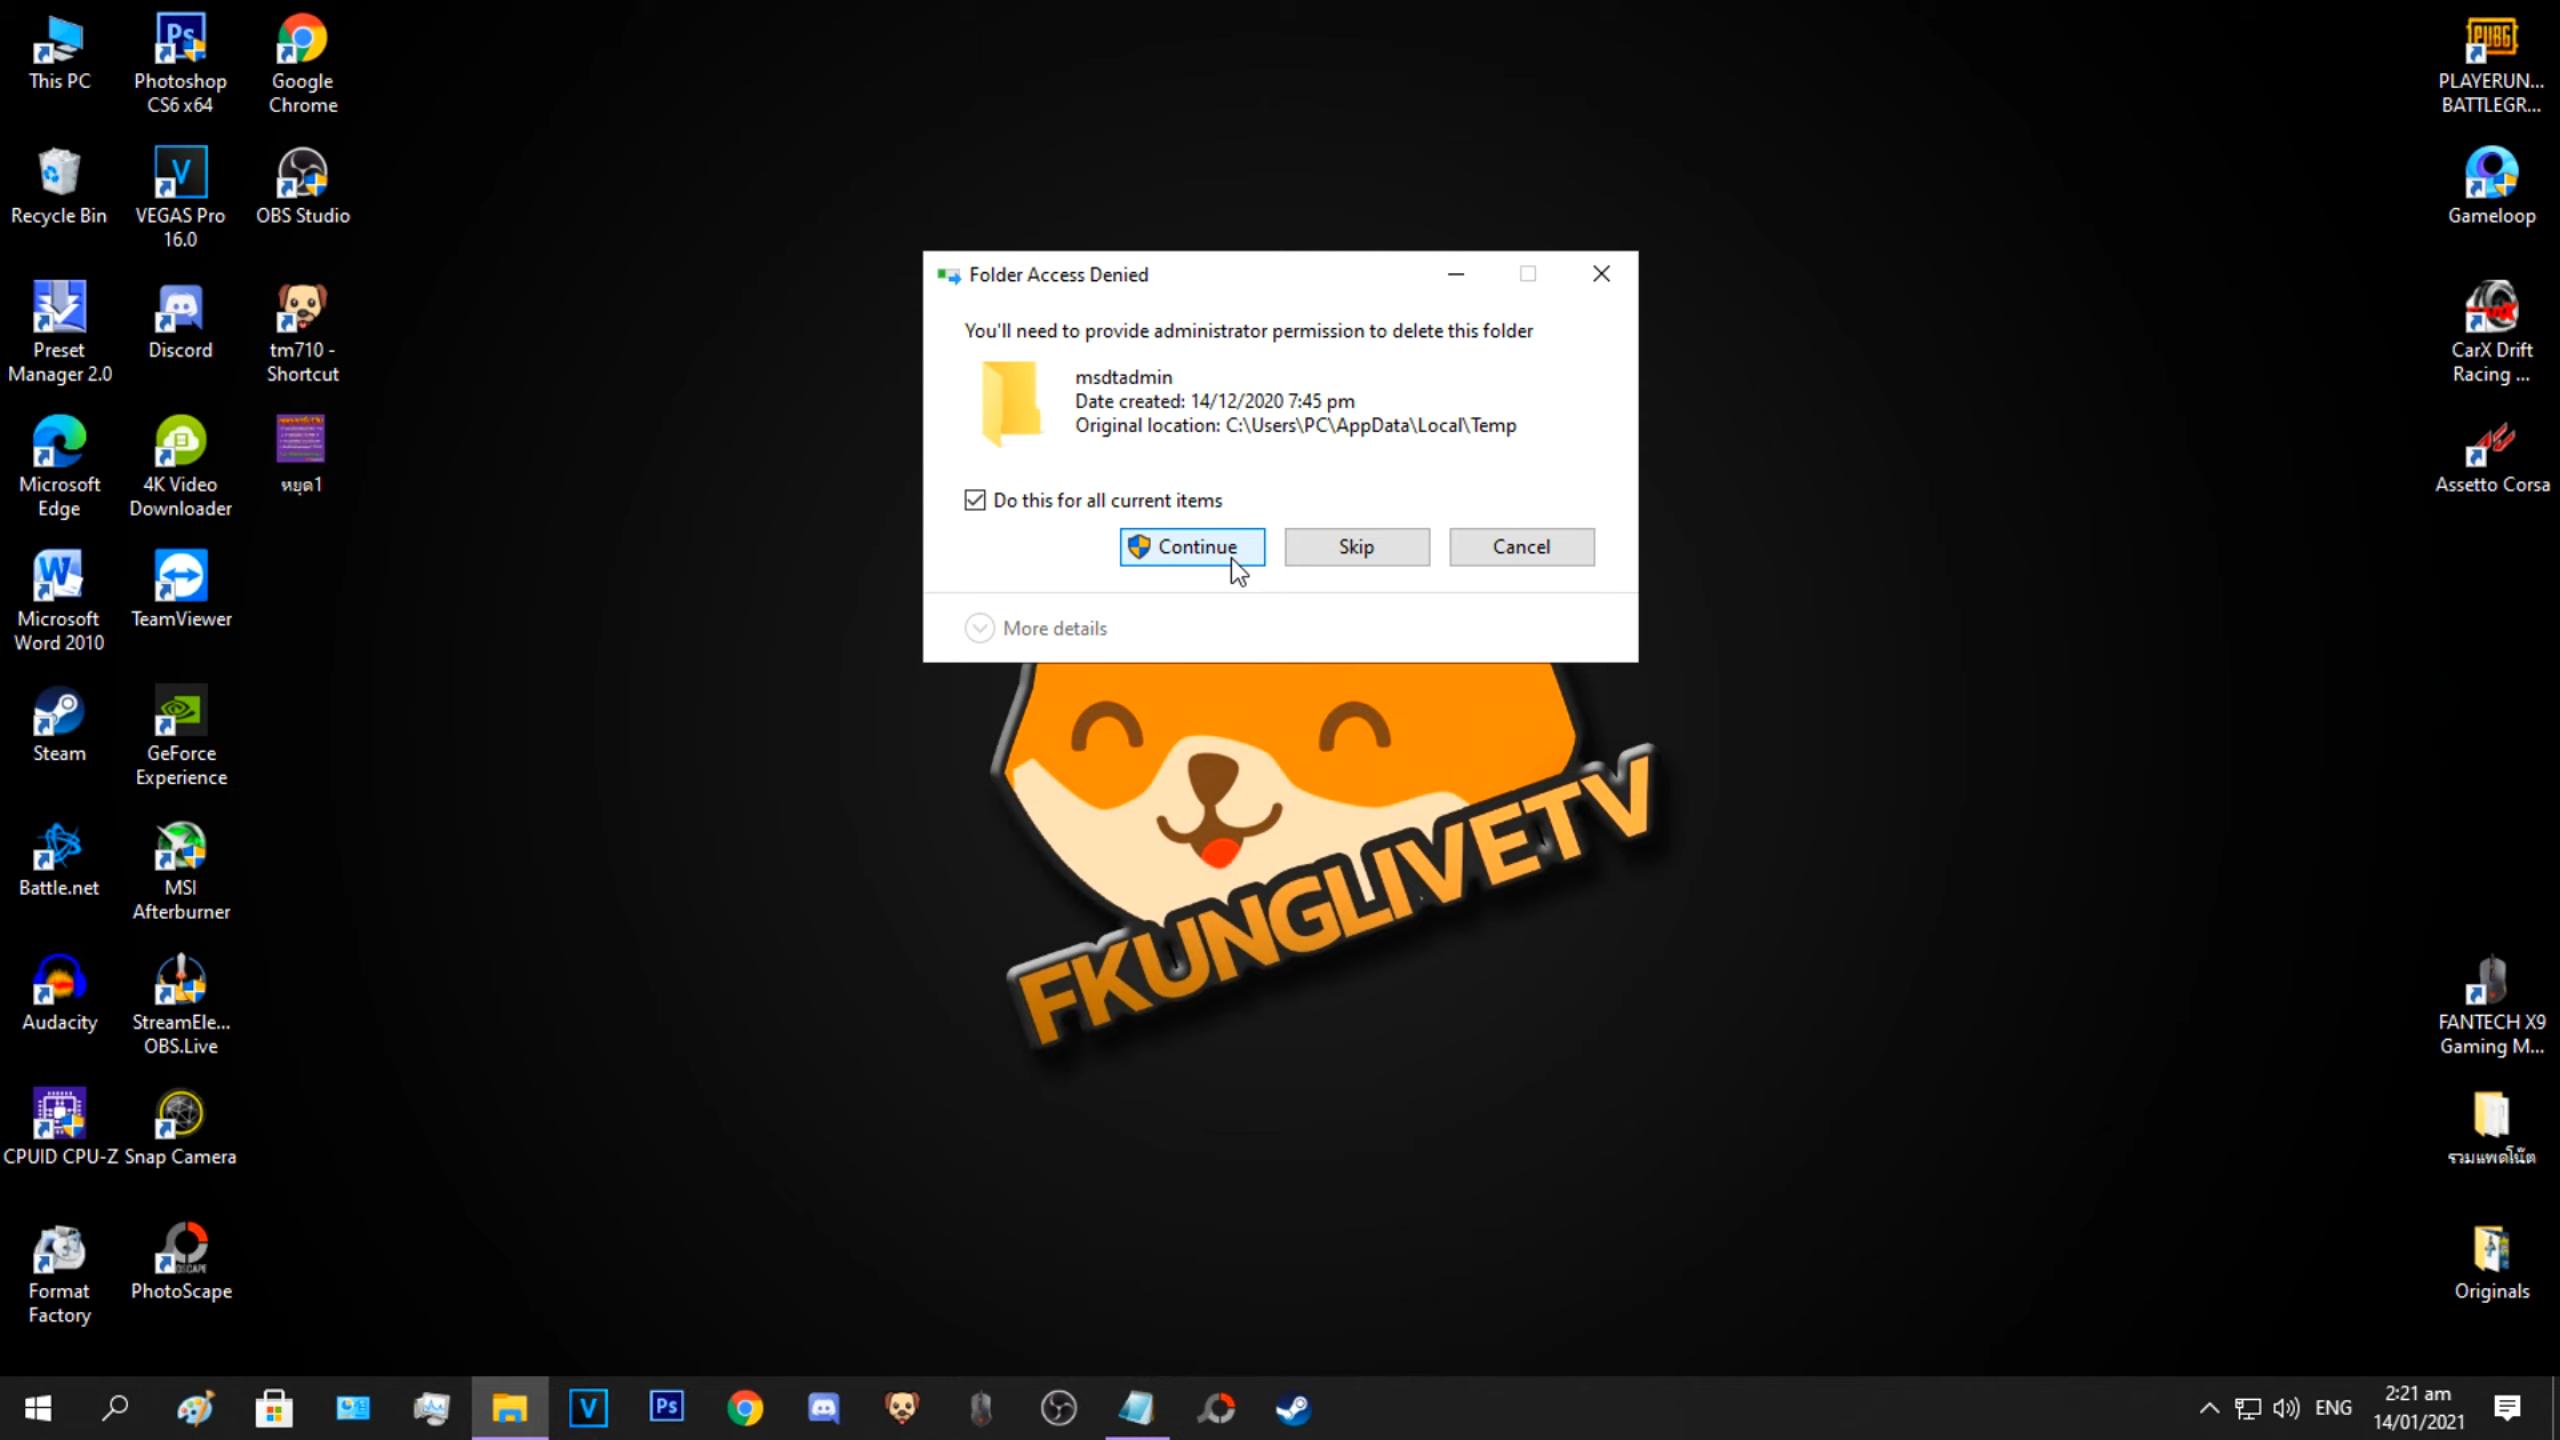 This PC
Photoshop
CS6 x64
Google
Chrome
Recycle Bin
VEGAS Pro
16.0
OBS Studio
Preset
Manager 2.0
Discord
tm710 -
Shortcut
Microsoft
Edge
4K Video
Downloader
หยุด1
Microsoft
Word 2010
TeamViewer
Steam
GeForce
Experience
Battle.net
MSI
Afterburner
Audacity
StreamEle...
OBS.Live
CPUID CPU-Z
Snap Camera
Format
Factory
PhotoScape
Folder Access Denied
You'll need to provide administrator permission to delete this folder
msdtadmin
Date created: 14/12/2020 7:45 pm
Original location: C:\Users\PC\AppData\Local\Temp
Do this for all current items
Continue
Skip
Cancel
More details
FKUNGLIVETV
PUBG
PLAYERUN...
BATTLEGR...
Gameloop
CarX Drift
Racing ...
Assetto Corsa
FANTECH X9
Gaming M...
รวมแพดโน๊ต
Originals
ENG
2:21 am
14/01/2021